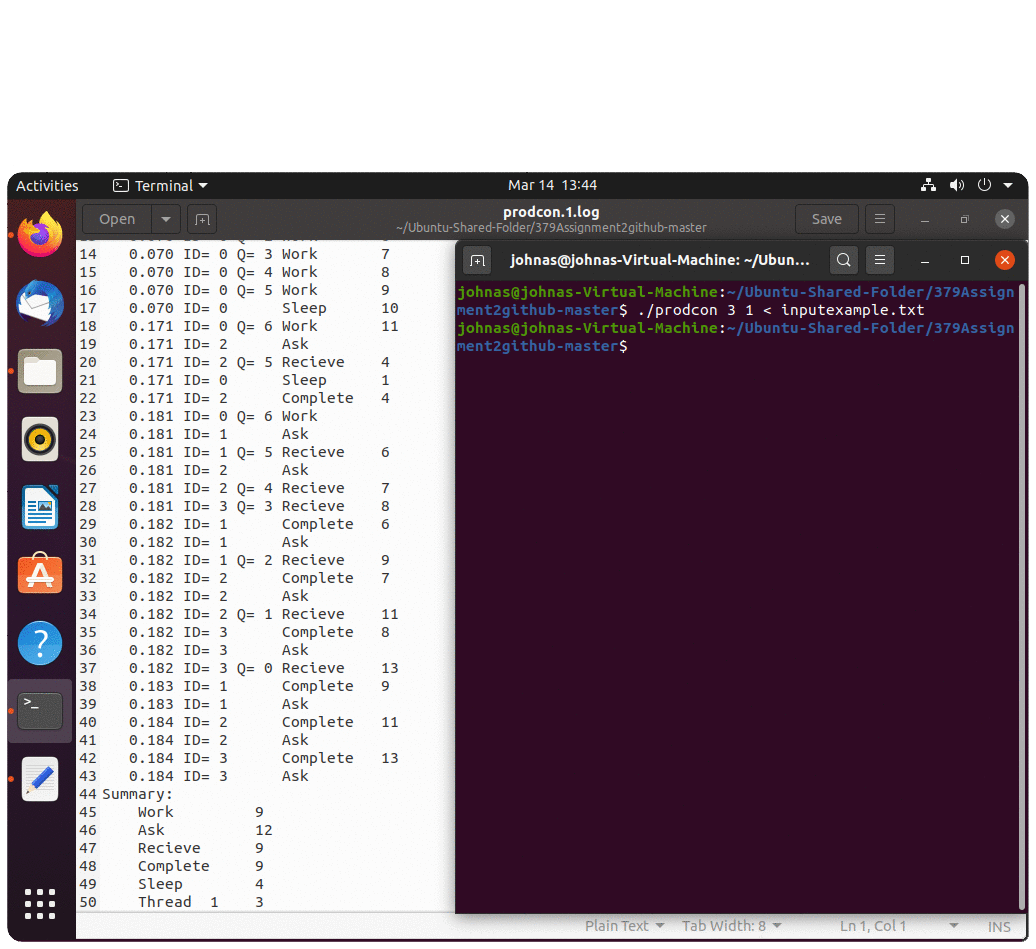 Activities
Terminal
Mar 14 13:44
Open
prodcon.1.log
~/Ubuntu-Shared-Folder/379Assignment2github-master
Save
14 0.070 ID= 0 Q= 3 Work 7
15 0.070 ID= 0 Q= 4 Work 8
16 0.070 ID= 0 Q= 5 Work 9
17 0.070 ID= 0 Sleep 10
18 0.171 ID= 0 Q= 6 Work 11
19 0.171 ID= 2 Ask
20 0.171 ID= 2 Q= 5 Recieve 4
21 0.171 ID= 0 Sleep 1
22 0.171 ID= 2 Complete 4
23 0.181 ID= 0 Q= 6 Work
24 0.181 ID= 1 Ask
25 0.181 ID= 1 Q= 5 Recieve 6
26 0.181 ID= 2 Ask
27 0.181 ID= 2 Q= 4 Recieve 7
28 0.181 ID= 3 Q= 3 Recieve 8
29 0.182 ID= 1 Complete 6
30 0.182 ID= 1 Ask
31 0.182 ID= 1 Q= 2 Recieve 9
32 0.182 ID= 2 Complete 7
33 0.182 ID= 2 Ask
34 0.182 ID= 2 Q= 1 Recieve 11
35 0.182 ID= 3 Complete 8
36 0.182 ID= 3 Ask
37 0.182 ID= 3 Q= 0 Recieve 13
38 0.183 ID= 1 Complete 9
39 0.183 ID= 1 Ask
40 0.184 ID= 2 Complete 11
41 0.184 ID= 2 Ask
42 0.184 ID= 3 Complete 13
43 0.184 ID= 3 Ask
44 Summary:
45 Work 9
46 Ask 12
47 Recieve 9
48 Complete 9
49 Sleep 4
50 Thread 1 3
johnas@johnas-Virtual-Machine: ~/Ubun...
johnas@johnas-Virtual-Machine:~/Ubuntu-Shared-Folder/379Assign
ment2github-master$ ./prodcon 3 1 < inputexample.txt
johnas@johnas-Virtual-Machine:~/Ubuntu-Shared-Folder/379Assign
ment2github-master$
Plain Text
Tab Width: 8
Ln 1, Col 1
INS